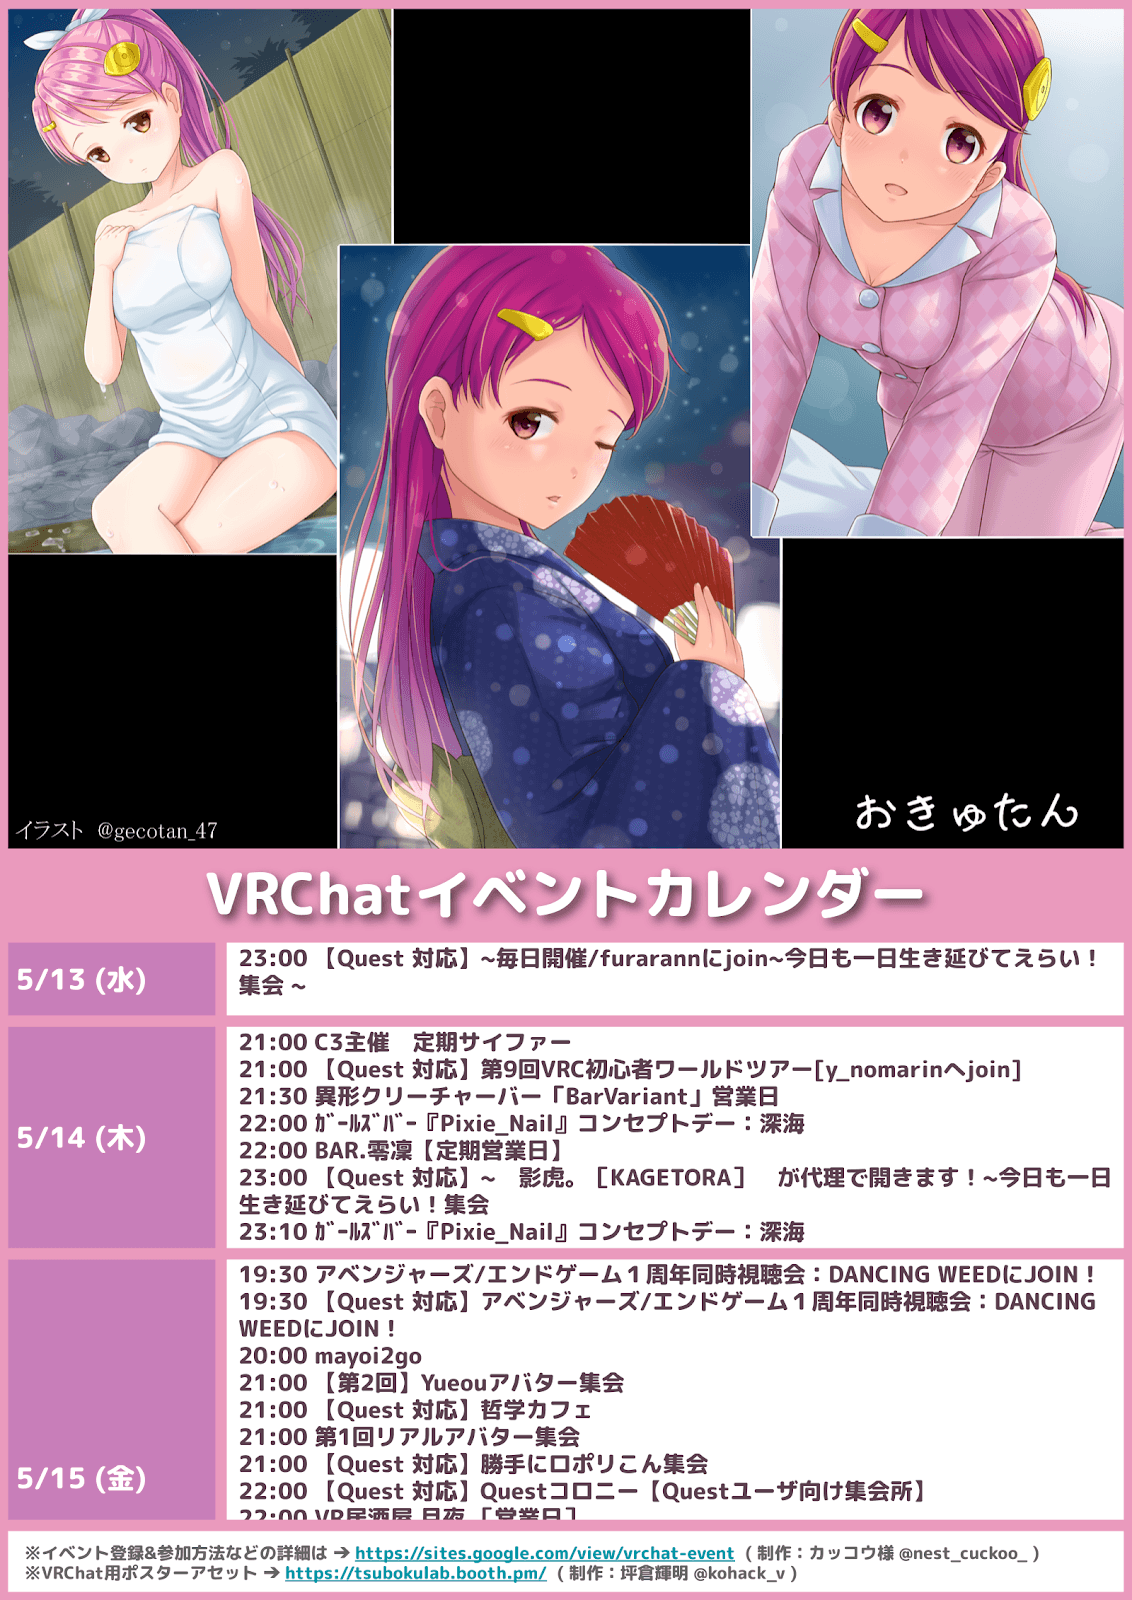 イラスト @gecotan_47
おきゅたん
VRChatイベントカレンダー
5/13 (水)
23:00 【Quest 対応】~毎日開催/furarannにjoin~今日も一日生き延びてえらい！
集会 ~
5/14 (木)
21:00 C3主催　定期サイファー
21:00 【Quest 対応】第9回VRC初心者ワールドツアー[y_nomarinへjoin]
21:30 異形クリーチャーバー「BarVariant」営業日
22:00 ｶﾞｰﾙｽﾞﾊﾞｰ『Pixie_Nail』コンセプトデー：深海
22:00 BAR.零凜【定期営業日】
23:00 【Quest 対応】~　影虎。［KAGETORA］　が代理で開きます！~今日も一日
生き延びてえらい！集会
23:10 ｶﾞｰﾙｽﾞﾊﾞｰ『Pixie_Nail』コンセプトデー：深海
5/15 (金)
19:30 アベンジャーズ/エンドゲーム１周年同時視聴会：DANCING WEEDにJOIN！
19:30 【Quest 対応】アベンジャーズ/エンドゲーム１周年同時視聴会：DANCING
WEEDにJOIN！
20:00 mayoi2go
21:00 【第2回】Yueouアバター集会
21:00 【Quest 対応】哲学カフェ
21:00 第1回リアルアバター集会
21:00 【Quest 対応】勝手にロポリこん集会
22:00 【Quest 対応】Questコロニー【Questユーザ向け集会所】
22:00 VR居酒屋 月夜 「営業日］
※イベント登録&参加方法などの詳細は → https://sites.google.com/view/vrchat-event （ 制作：カッコウ様 @nest_cuckoo_ ）
※VRChat用ポスターアセット → https://tsubokulab.booth.pm/ （ 制作：坪倉輝明 @kohack_v ）